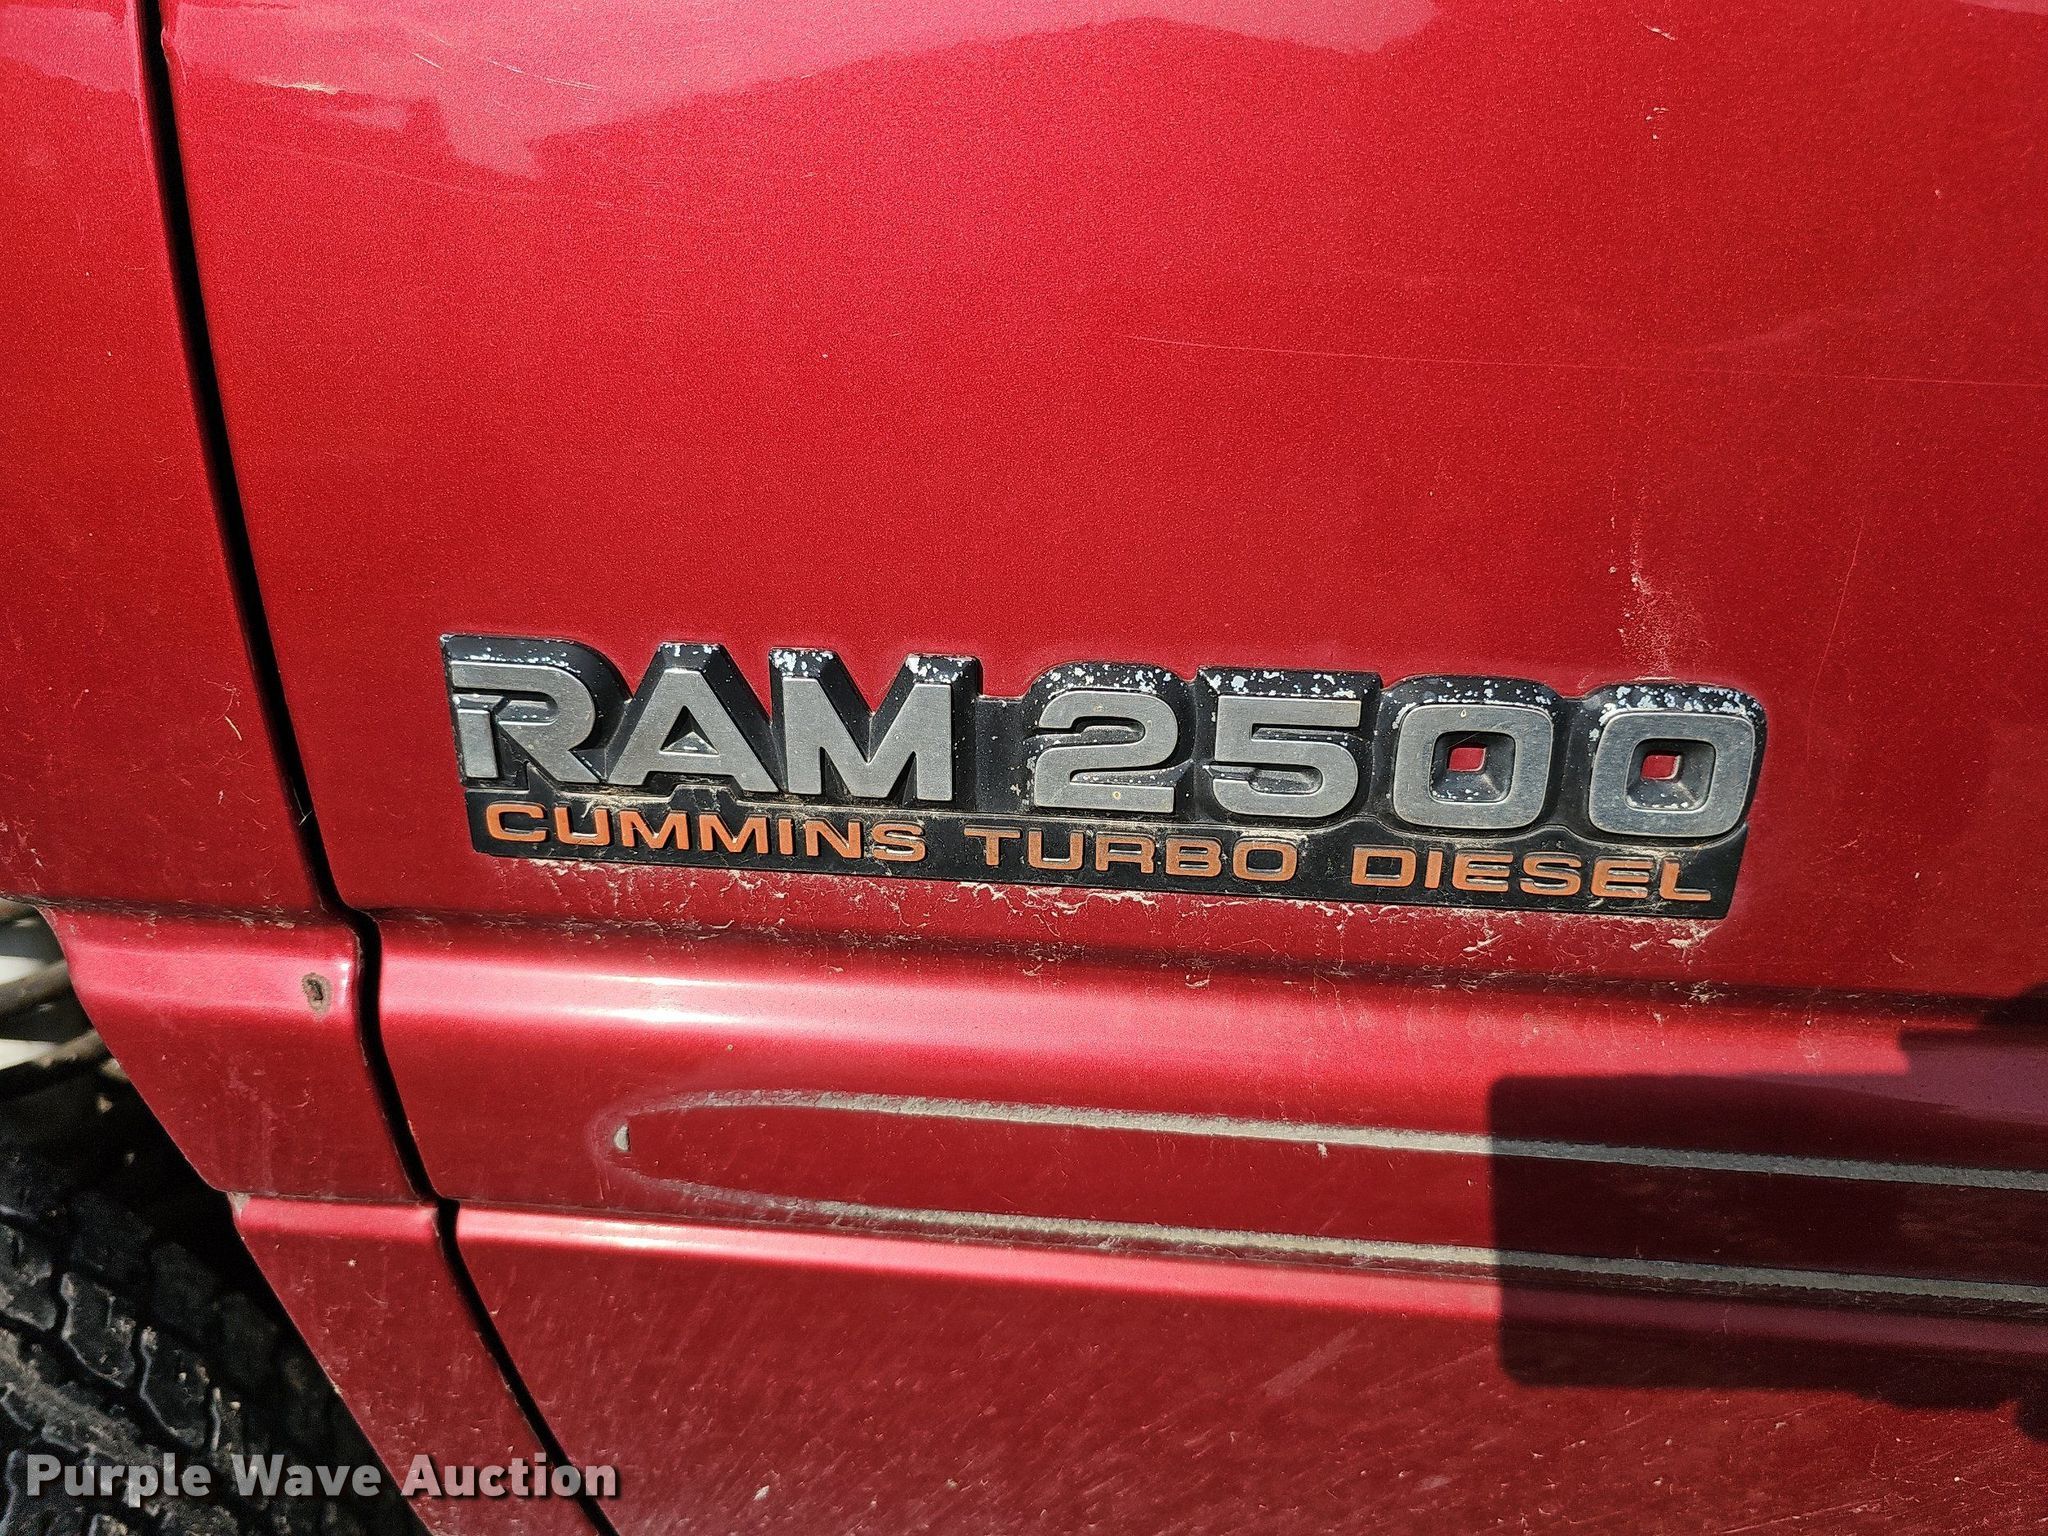 RAM 2500
CUMMINS TURBO DIESEL
Purple Wave Auction